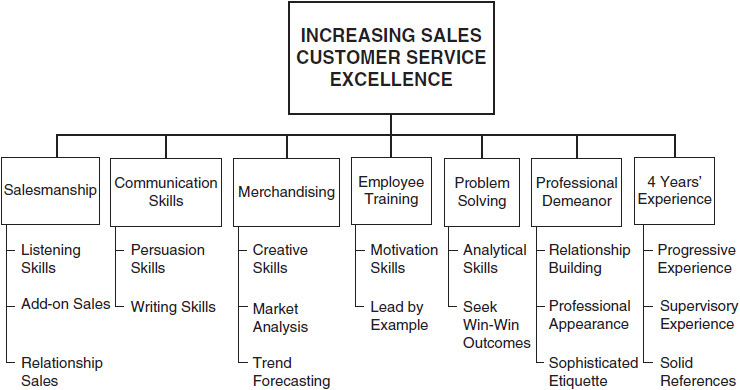 INCREASING SALES
CUSTOMER SERVICE
EXCELLENCE
Salesmanship
Communication
Skills
Merchandising
Employee
Training
Problem
Solving
Professional
Demeanor
4 Years’
Experience
Listening
Skills
Add-on Sales
Relationship
Sales
Persuasion
Skills
Writing Skills
Creative
Skills
Market
Analysis
Trend
Forecasting
Motivation
Skills
Lead by
Example
Analytical
Skills
Seek
Win-Win
Outcomes
Relationship
Building
Professional
Appearance
Sophisticated
Etiquette
Progressive
Experience
Supervisory
Experience
Solid
References